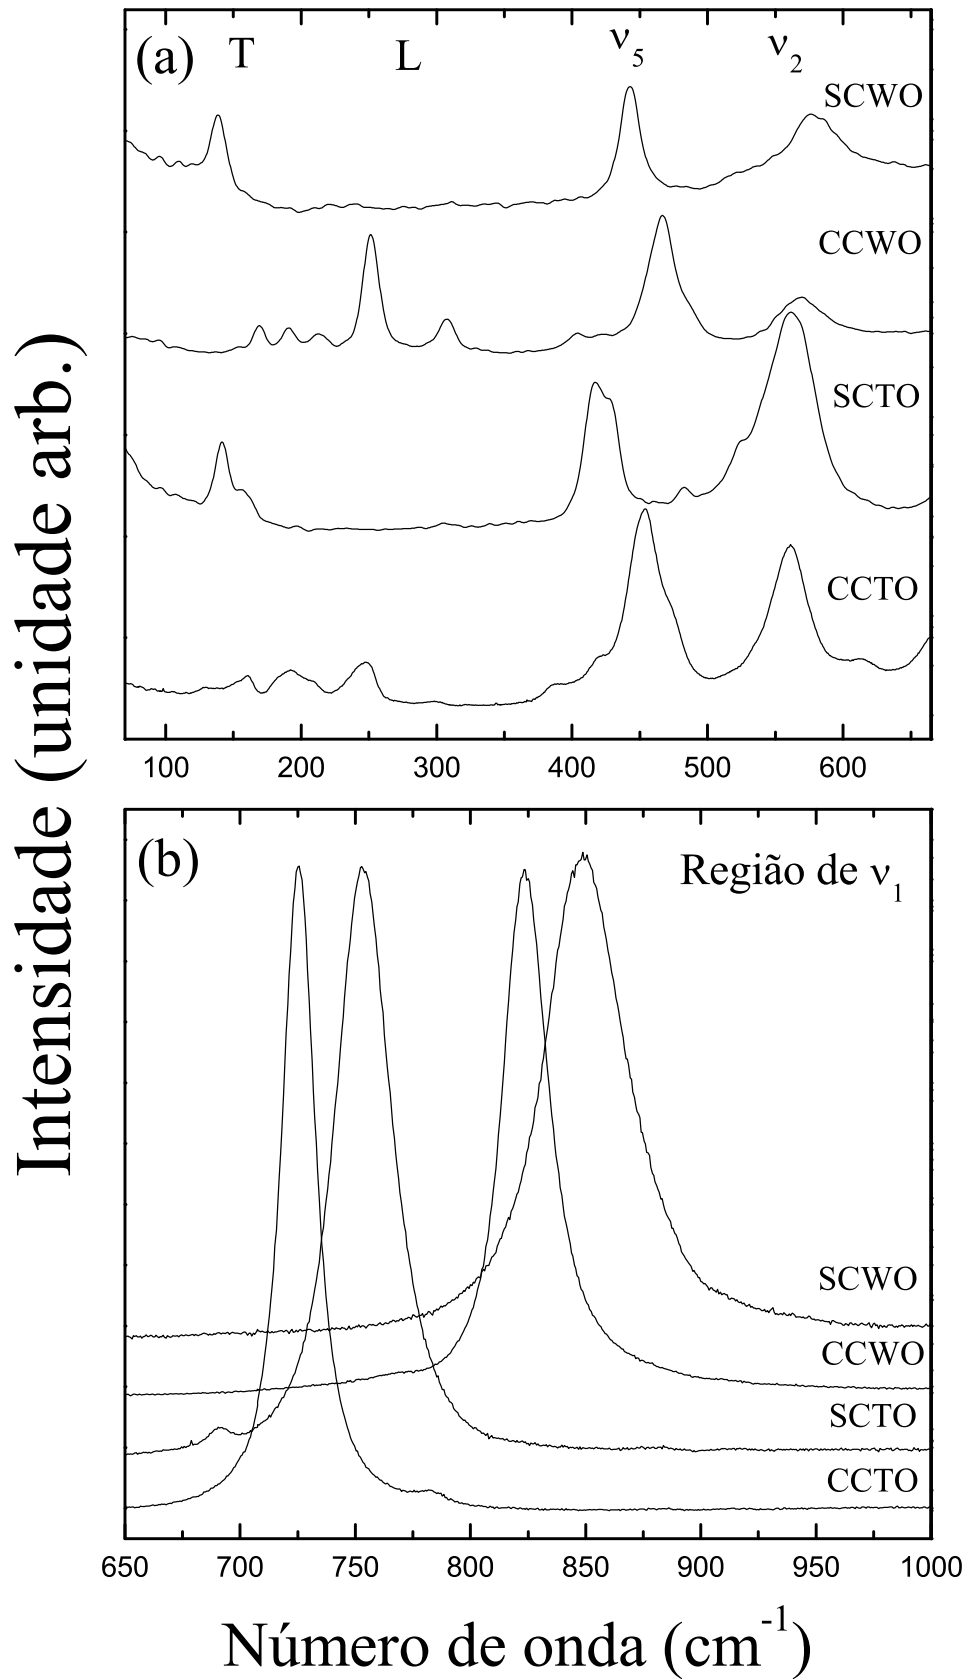 (a) T L ν5 ν2
SCWO
CCWO
SCTO
CCTO
100 200 300 400 500 600
Intensidade (unidade arb.)
(b) Região de ν1
SCWO
CCWO
SCTO
CCTO
650 700 750 800 850 900 950 1000
Número de onda (cm-1)